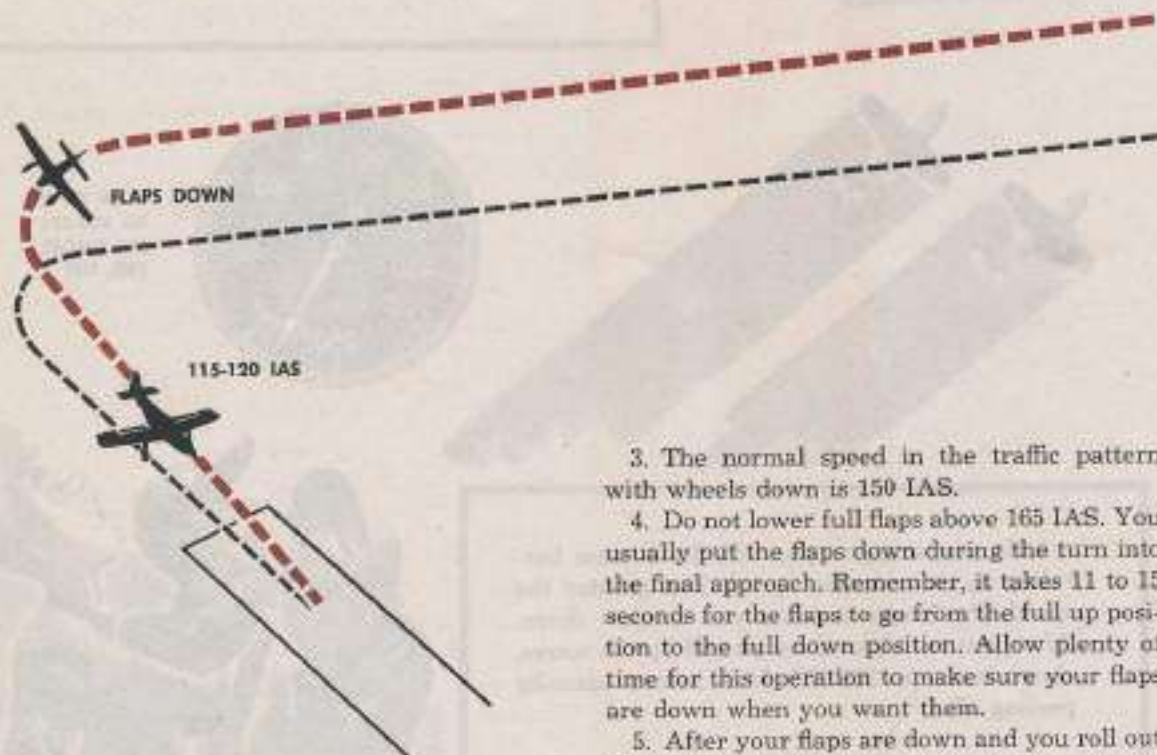 FLAPS DOWN
115-120 IAS
3. The normal speed in the traffic pattern
with wheels down is 150 IAS.
4. Do not lower full flaps above 165 IAS. You
usually put the flaps down during the turn into
the final approach. Remember, it takes 11 to 15
seconds for the flaps to go from the full up posi-
tion to the full down position. Allow plenty of
time for this operation to make sure your flaps
are down when you want them.
5. After your flaps are down and you roll out